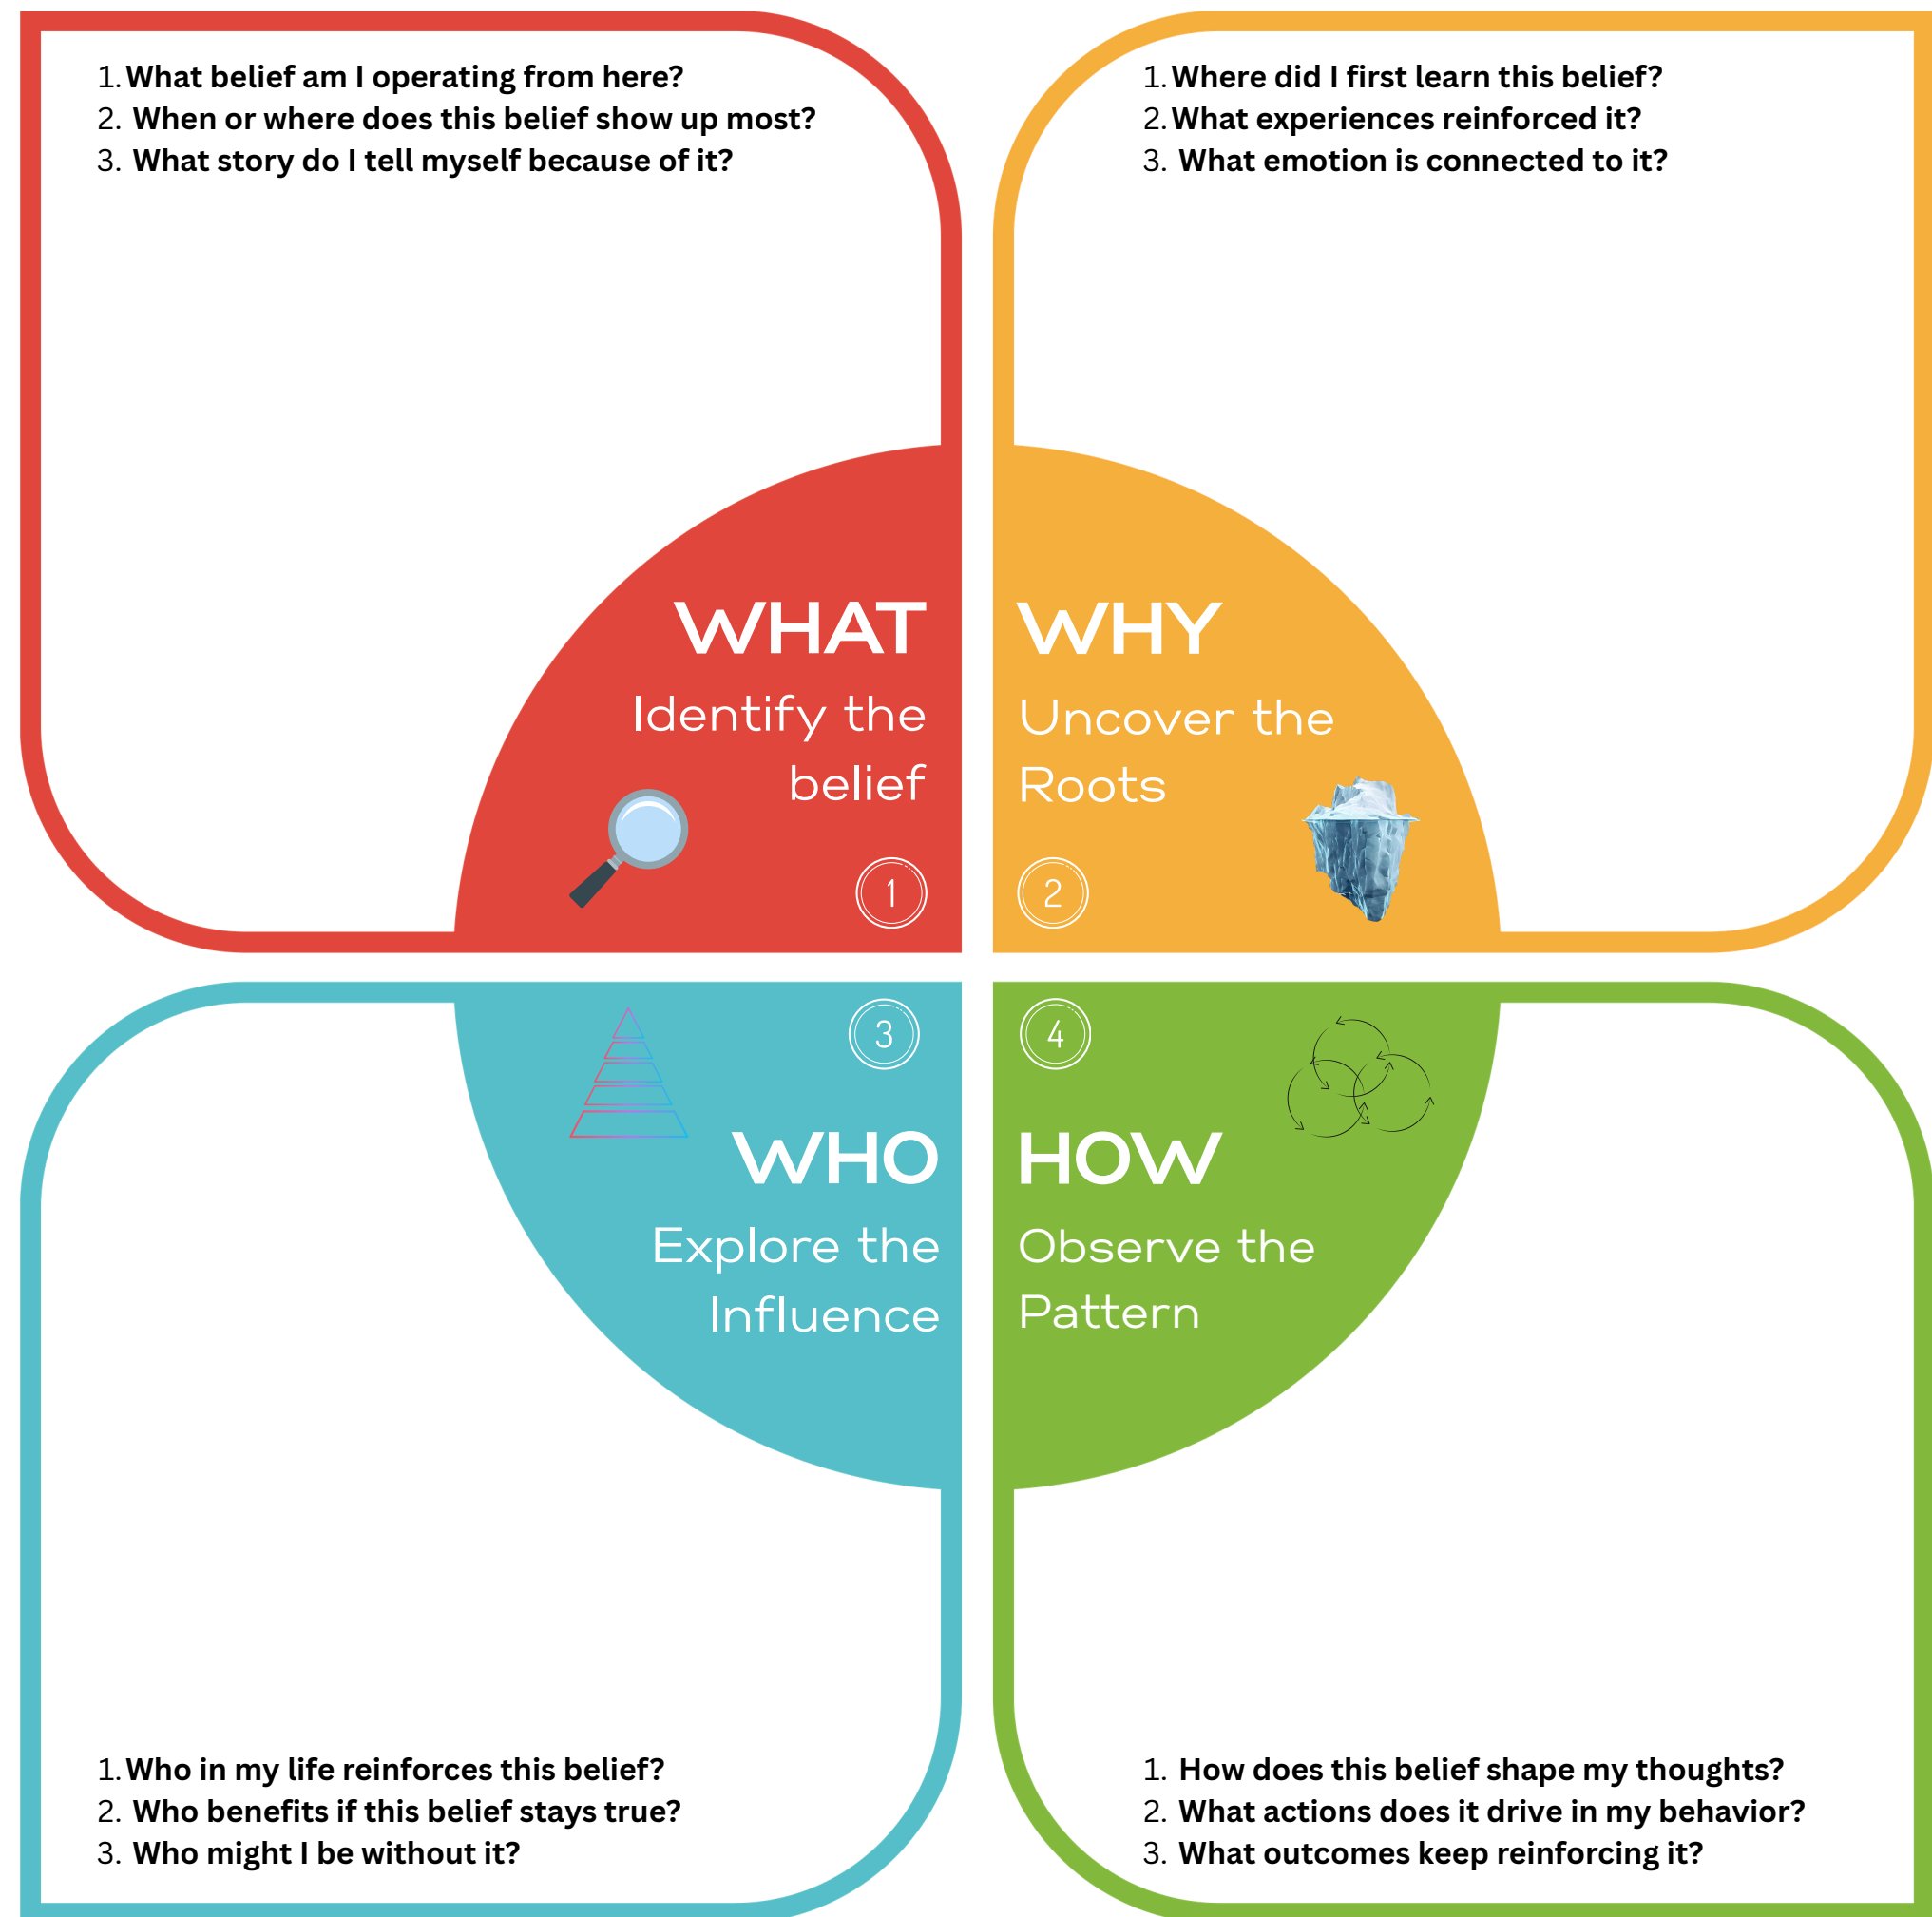 1. What belief am I operating from here?
2. When or where does this belief show up most?
3. What story do I tell myself because of it?
WHAT
Identify the
belief
1
1. Where did I first learn this belief?
2. What experiences reinforced it?
3. What emotion is connected to it?
WHY
Uncover the
Roots
2
3
WHO
Explore the
Influence
1. Who in my life reinforces this belief?
2. Who benefits if this belief stays true?
3. Who might I be without it?
4
HOW
Observe the
Pattern
1. How does this belief shape my thoughts?
2. What actions does it drive in my behavior?
3. What outcomes keep reinforcing it?